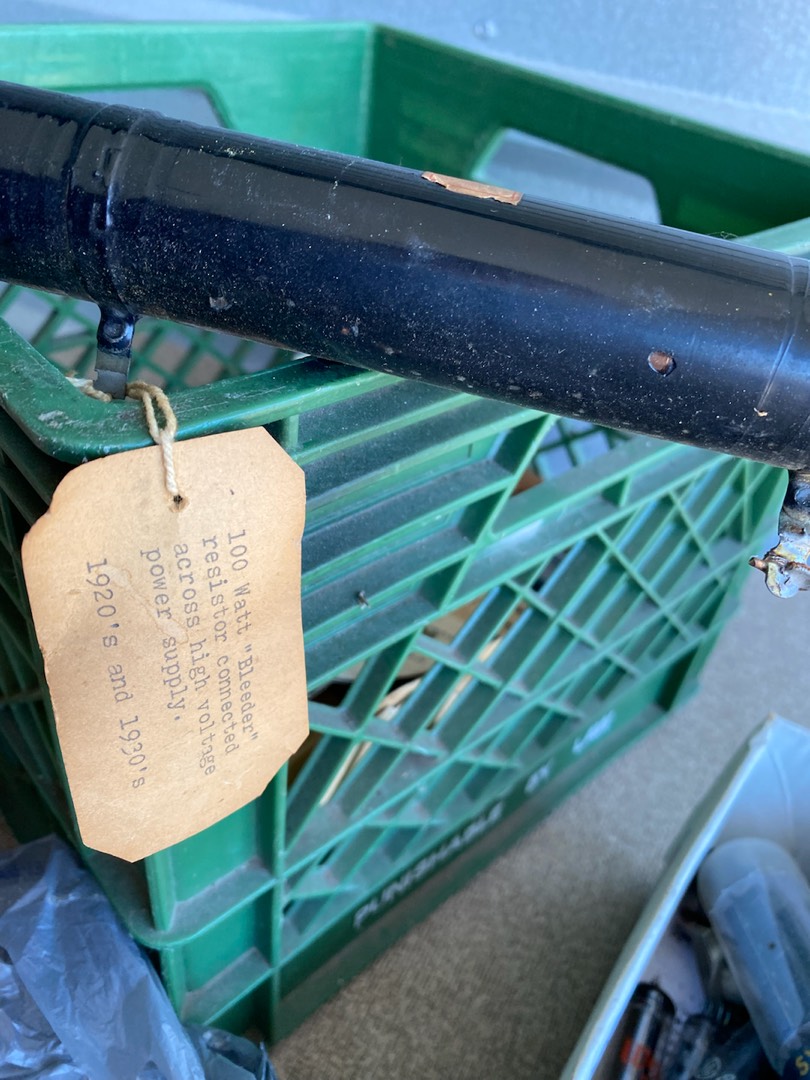 100 Watt "Bleeder"
resistor connected
across high voltage
power supply.
1920's and 1930's
PUNISHABLE BY LAW